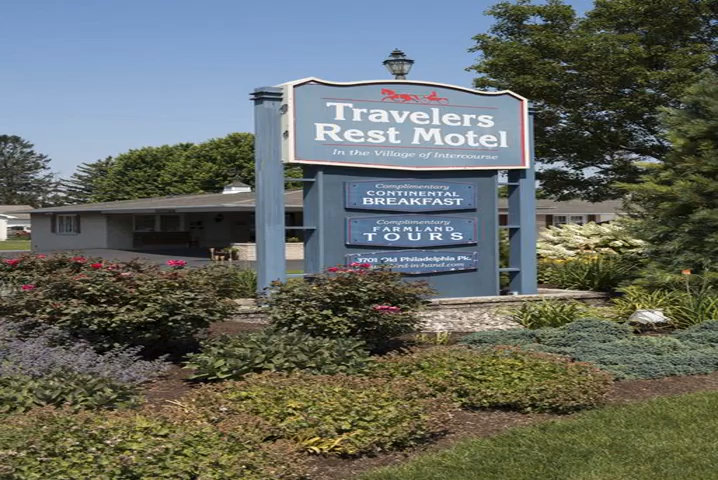 Travelers
Rest Motel
In the Village of Intercourse
Complimentary
CONTINENTAL
BREAKFAST
Complimentary
FARMLAND
TOURS
3701 Old Philadelphia Pk.